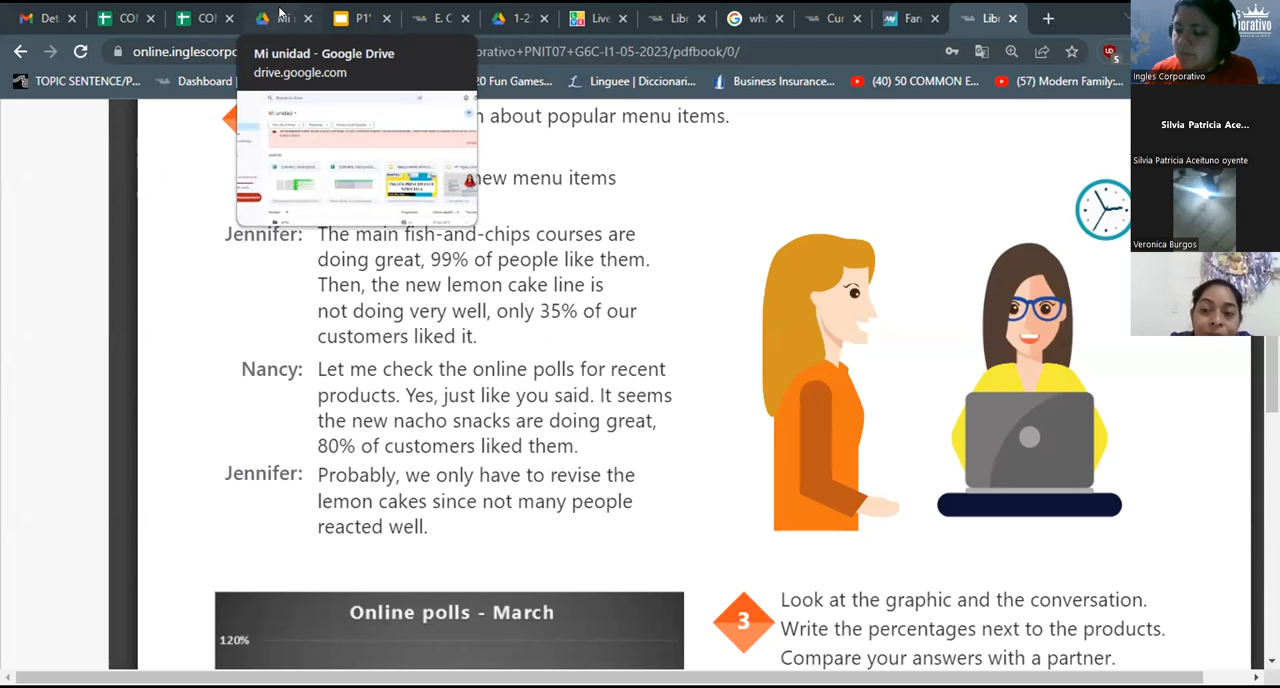 Det
CO
CO
Mi u
P1'
E. C
1-2
Live
Libr
wha
Cur
Fan
Libr
online.inglescorp
orativo+PNIT07+G6C-I1-05-2023/pdfbook/0/
TOPIC SENTENCE/P...
Dashboard
20 Fun Games...
Linguee | Diccionari...
Business Insurance...
(40) 50 COMMON E...
(57) Modern Family:...
Mi unidad - Google Drive
drive.google.com
Mi unidad
about popular menu items.
new menu items
Jennifer: The main fish-and-chips courses are
doing great, 99% of people like them.
Then, the new lemon cake line is
not doing very well, only 35% of our
customers liked it.
Nancy: Let me check the online polls for recent
products. Yes, just like you said. It seems
the new nacho snacks are doing great,
80% of customers liked them.
Jennifer: Probably, we only have to revise the
lemon cakes since not many people
reacted well.
Online polls - March
120%
3
Look at the graphic and the conversation.
Write the percentages next to the products.
Compare your answers with a partner.
Ingles Corporativo
Silvia Patricia Ace...
Silvia Patricia Aceituno oyente
Veronica Burgos